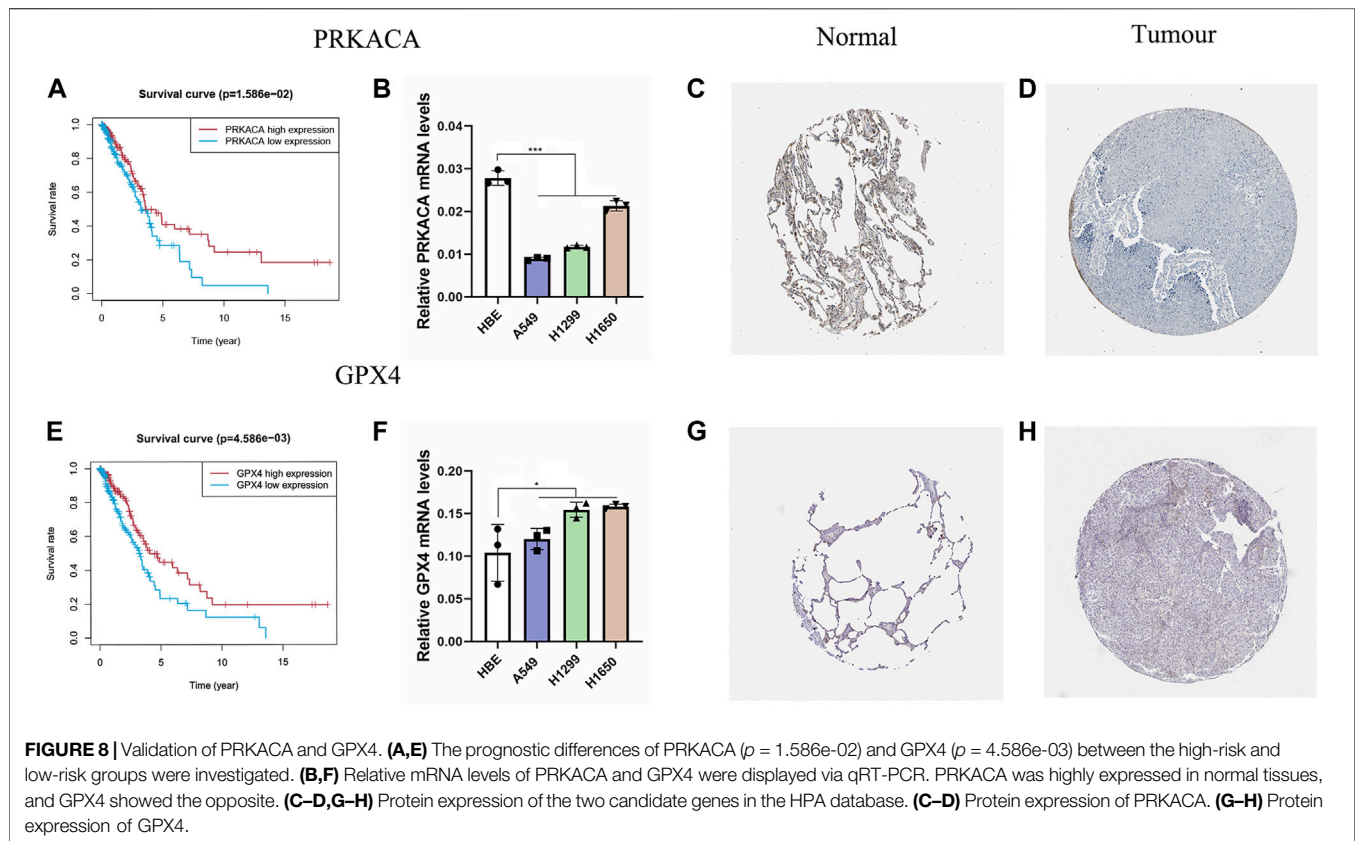 PRKACA
Normal
Tumour
A
Survival curve (p=1.586e−02)
PRKACA high expression
PRKACA low expression
Survival rate
1.0
0.8
0.6
0.4
0.2
0.0
0
5
10
15
Time (year)
B
Relative PRKACA mRNA levels
0.04
0.03
0.02
0.01
0.00
***
HBE
A549
H1299
H1650
C
D
GPX4
E
Survival curve (p=4.586e−03)
GPX4 high expression
GPX4 low expression
Survival rate
1.0
0.8
0.6
0.4
0.2
0.0
0
5
10
15
Time (year)
F
Relative GPX4 mRNA levels
0.20
0.15
0.10
0.05
0.00
*
HBE
A549
H1299
H1650
G
H
FIGURE 8 | Validation of PRKACA and GPX4. (A,E) The prognostic differences of PRKACA (p = 1.586e-02) and GPX4 (p = 4.586e-03) between the high-risk and
low-risk groups were investigated. (B,F) Relative mRNA levels of PRKACA and GPX4 were displayed via qRT-PCR. PRKACA was highly expressed in normal tissues,
and GPX4 showed the opposite. (C–D,G–H) Protein expression of the two candidate genes in the HPA database. (C–D) Protein expression of PRKACA. (G–H) Protein
expression of GPX4.